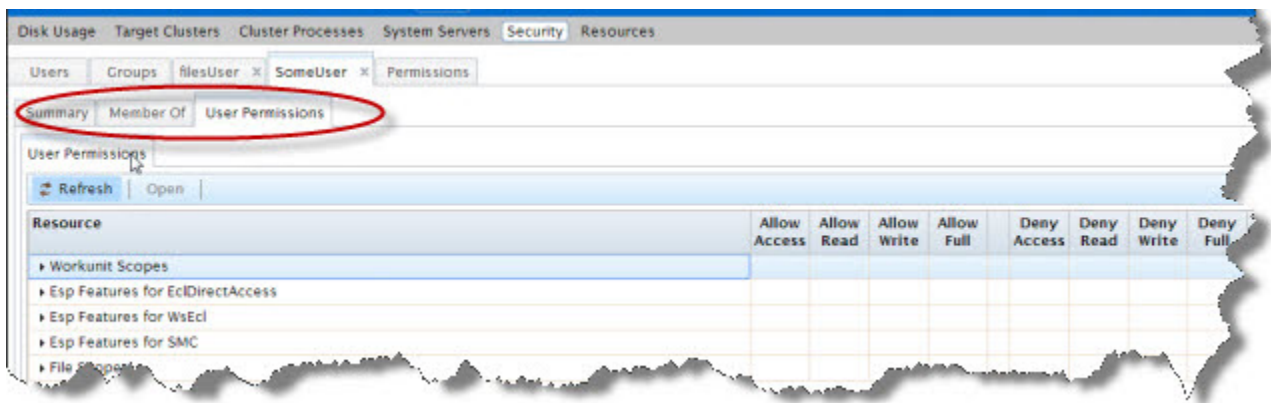 Disk Usage Target Clusters Cluster Processes System Servers Security Resources
Users Groups filesUser x SomeUser x Permissions
Summary Member Of User Permissions
User Permissions
Refresh Open
Resource Allow Access Allow Read Allow Write Allow Full Deny Access Deny Read Deny Write Deny Full
Workunit Scopes
Esp Features for EclDirectAccess
Esp Features for WsEcl
Esp Features for SMC
File